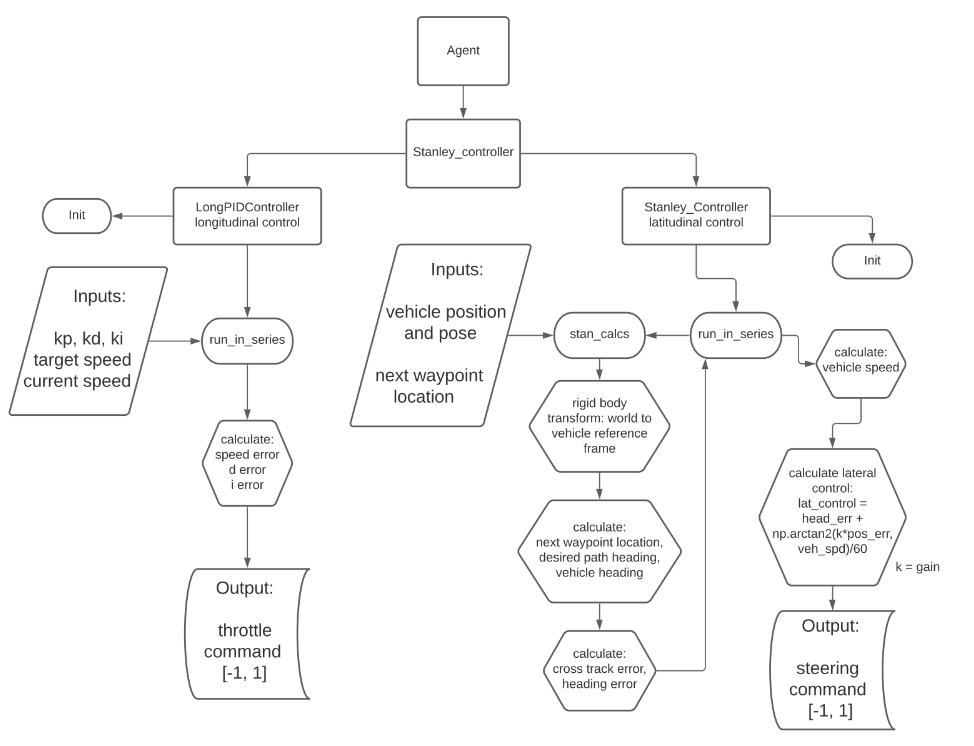 Agent
Stanley_controller
LongPIDController
longitudinal control
Init
Stanley_Controller
latitudinal control
Init
Inputs:
kp, kd, ki
target speed
current speed
run_in_series
calculate:
speed error
d error
i error
Output:
throttle
command
[-1, 1]
Inputs:
vehicle position
and pose
next waypoint
location
stan_calcs
run_in_series
rigid body
transform: world to
vehicle reference
frame
calculate:
next waypoint location,
desired path heading,
vehicle heading
calculate:
cross track error,
heading error
calculate:
vehicle speed
calculate lateral
control:
lat_control =
head_err +
np.arctan2(k*pos_err,
veh_spd)/60
k = gain
Output:
steering
command
[-1, 1]